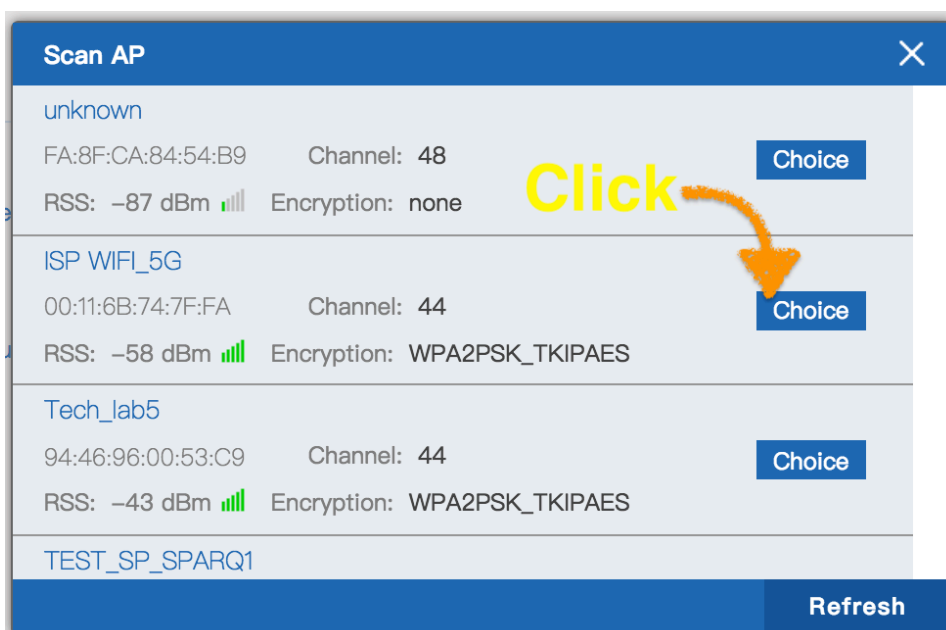 Scan AP
unknown
FA:8F:CA:84:54:B9 Channel: 48
Choice
RSS: -87 dBm Encryption: none
Click
ISP WIFI_5G
00:11:6B:74:7F:FA Channel: 44
Choice
RSS: -58 dBm Encryption: WPA2PSK_TKIPAES
Tech_lab5
94:46:96:00:53:C9 Channel: 44
Choice
RSS: -43 dBm Encryption: WPA2PSK_TKIPAES
TEST_SP_SPARQ1
Refresh